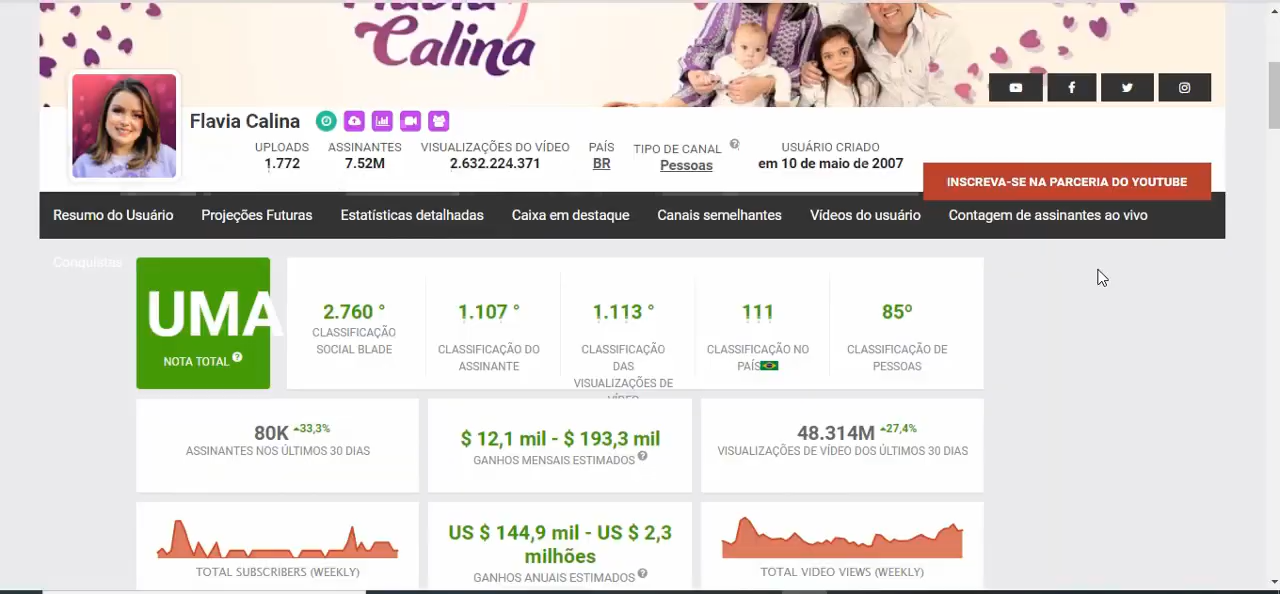 Flavia
Calina
Flavia Calina
UPLOADS
1.772
ASSINANTES
7.52M
VISUALIZAÇÕES DO VÍDEO
2.632.224.371
PAÍS
BR
TIPO DE CANAL ?
Pessoas
USUÁRIO CRIADO
em 10 de maio de 2007
INSCREVA-SE NA PARCERIA DO YOUTUBE
Resumo do Usuário Projeções Futuras Estatísticas detalhadas Caixa em destaque Canais semelhantes Vídeos do usuário Contagem de assinantes ao vivo
Conquistas
UMA
NOTA TOTAL ?
2.760 °
CLASSIFICAÇÃO
SOCIAL BLADE
1.107 °
CLASSIFICAÇÃO DO
ASSINANTE
1.113 °
CLASSIFICAÇÃO
DAS
VISUALIZAÇÕES DE
VÍDEO
111
CLASSIFICAÇÃO NO
PAÍS
85º
CLASSIFICAÇÃO DE
PESSOAS
80K 33,3%
ASSINANTES NOS ÚLTIMOS 30 DIAS
$ 12,1 mil - $ 193,3 mil
GANHOS MENSAIS ESTIMADOS ?
48.314M 27,4%
VISUALIZAÇÕES DE VÍDEO DOS ÚLTIMOS 30 DIAS
TOTAL SUBSCRIBERS (WEEKLY)
US $ 144,9 mil - US $ 2,3
milhões
GANHOS ANUAIS ESTIMADOS ?
TOTAL VIDEO VIEWS (WEEKLY)